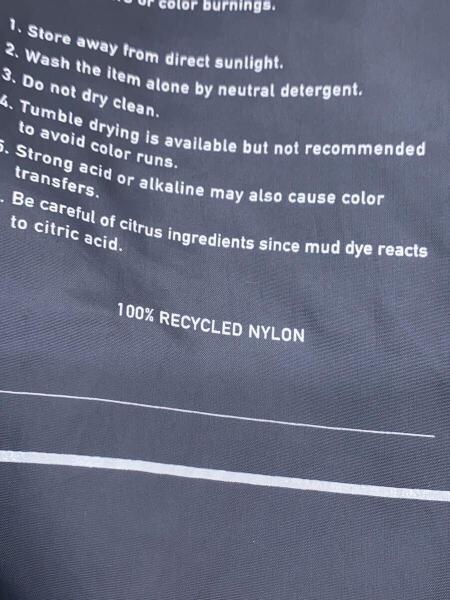 or color burnings.
1. Store away from direct sunlight.
2. Wash the item alone by neutral detergent.
3. Do not dry clean.
4. Tumble drying is available but not recommended
to avoid color runs.
5. Strong acid or alkaline may also cause color
transfers.
. Be careful of citrus ingredients since mud dye reacts
to citric acid.
100% RECYCLED NYLON